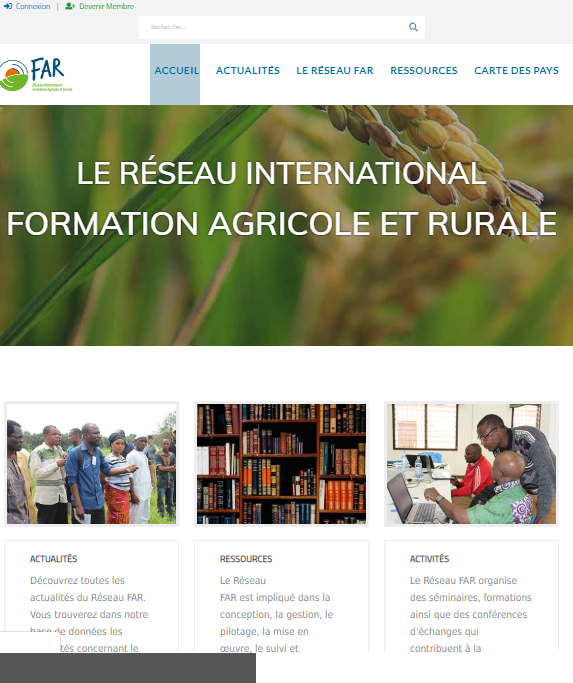 Connexion | Devenir Membre
Recherche...
FAR
Réseau International
Formation Agricole et Rurale
ACCUEIL ACTUALITÉS LE RÉSEAU FAR RESSOURCES CARTE DES PAYS
LE RÉSEAU INTERNATIONAL
FORMATION AGRICOLE ET RURALE
ACTUALITÉS
Découvrez toutes les
actualités du Réseau FAR.
Vous trouverez dans notre
base de données les
tés concernant le
RESSOURCES
Le Réseau
FAR est impliqué dans la
conception, la gestion, le
pilotage, la mise en
œuvre, le suivi et
ACTIVITÉS
Le Réseau FAR organise
des séminaires, formations
ainsi que des conférences
d'échanges qui
contribuent à la